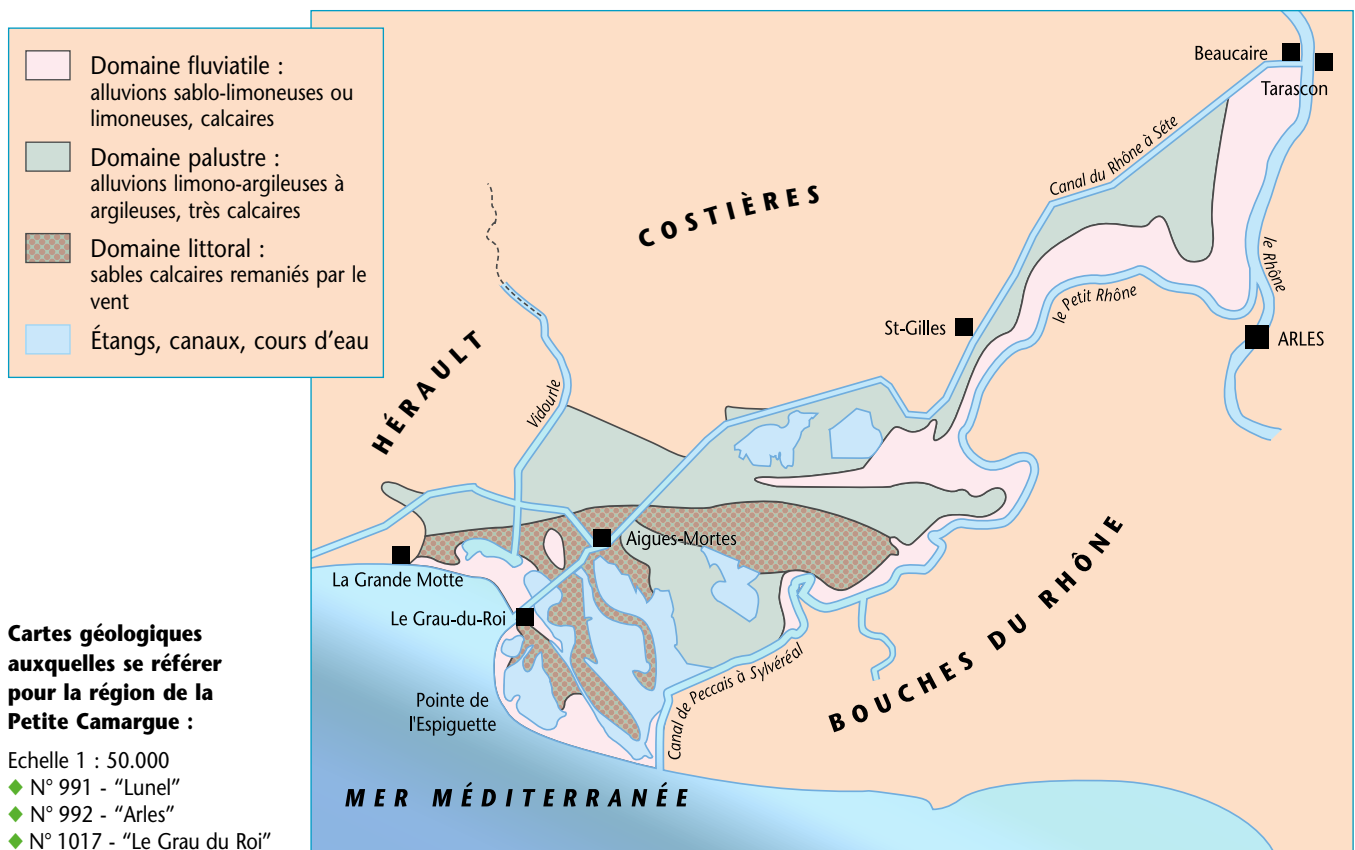 Domaine fluviatile :
alluvions sablo-limoneuses ou
limoneuses, calcaires
Domaine palustre :
alluvions limono-argileuses à
argileuses, très calcaires
Domaine littoral :
sables calcaires remaniés par le
vent
Étangs, canaux, cours d'eau
Beaucaire
Tarascon
Canal du Rhône à Séte
COSTIÈRES
le Rhône
le Petit Rhône
St-Gilles
ARLES
HÉRAULT
Vidourle
Aigues-Mortes
La Grande Motte
Le Grau-du-Roi
BOUCHES DU RHÔNE
Canal de Peccais à Sylvéréal
Pointe de
l'Espiguette
MER MÉDITERRANÉE
Cartes géologiques
auxquelles se référer
pour la région de la
Petite Camargue :
Echelle 1 : 50.000
◆ N° 991 - “Lunel”
◆ N° 992 - “Arles”
◆ N° 1017 - “Le Grau du Roi”